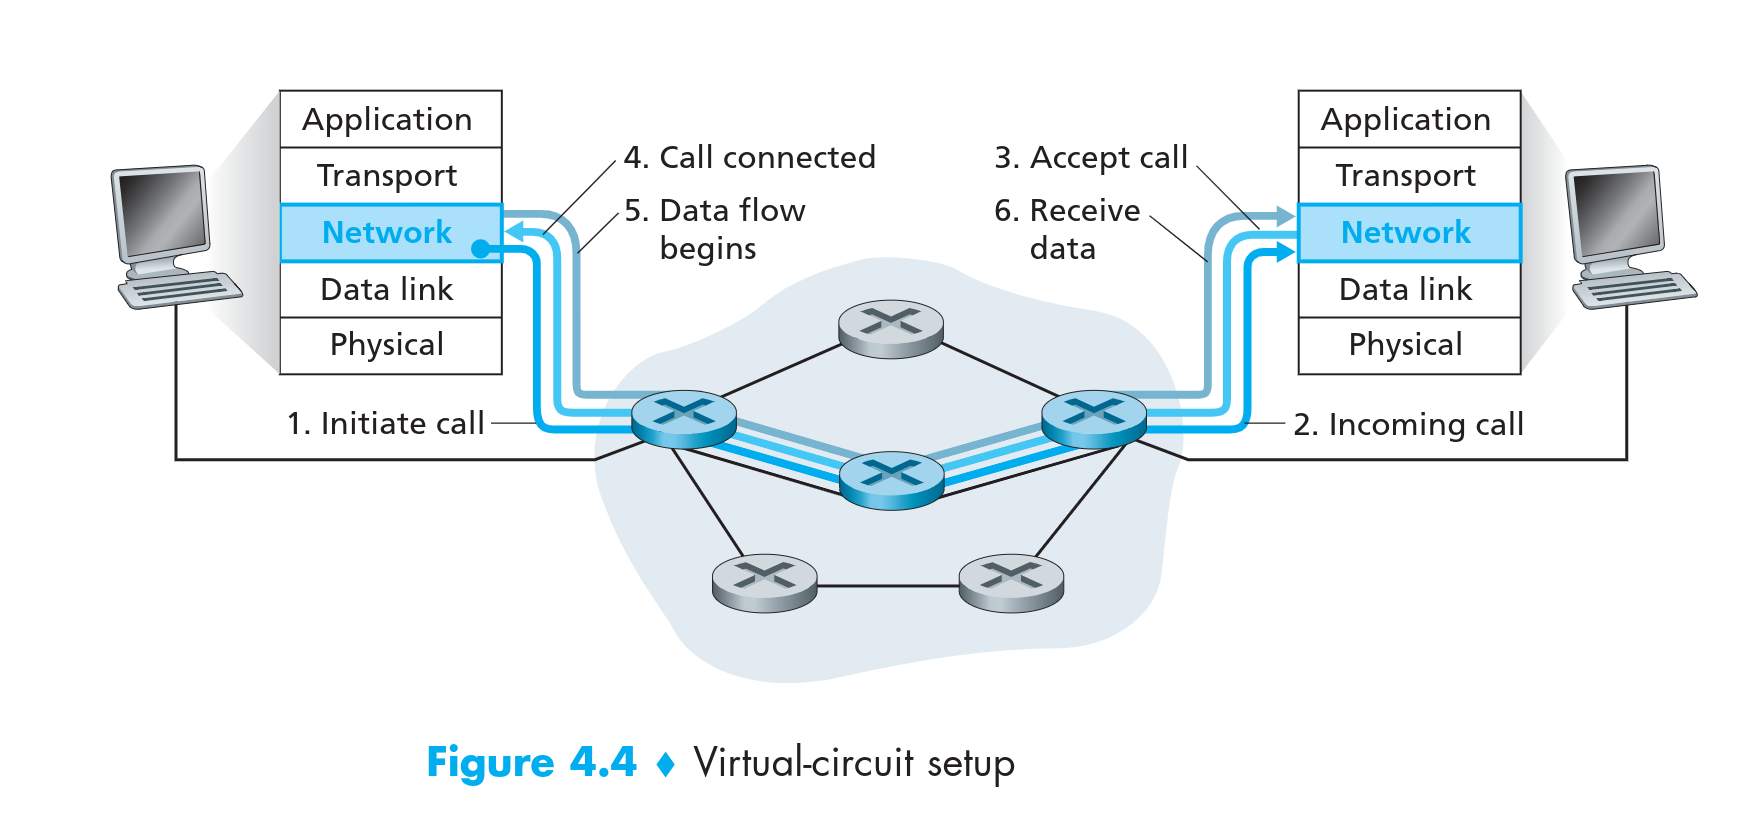 Application
Transport
Network
Data link
Physical
4. Call connected
5. Data flow
begins
1. Initiate call
3. Accept call
6. Receive
data
2. Incoming call
Application
Transport
Network
Data link
Physical
Figure 4.4 ♦ Virtual-circuit setup